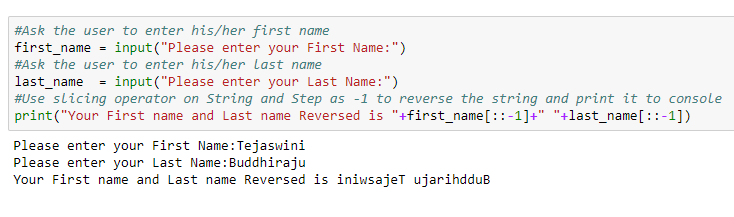 #Ask the user to enter his/her first name
first_name = input("Please enter your First Name:")
#Ask the user to enter his/her last name
last_name  = input("Please enter your Last Name:")
#Use slicing operator on String and Step as -1 to reverse the string and print it to console
print("Your First name and Last name Reversed is "+first_name[::-1]+" "+last_name[::-1])
Please enter your First Name:Tejaswini
Please enter your Last Name:Buddhiraju
Your First name and Last name Reversed is iniwsajeT ujarihdduB